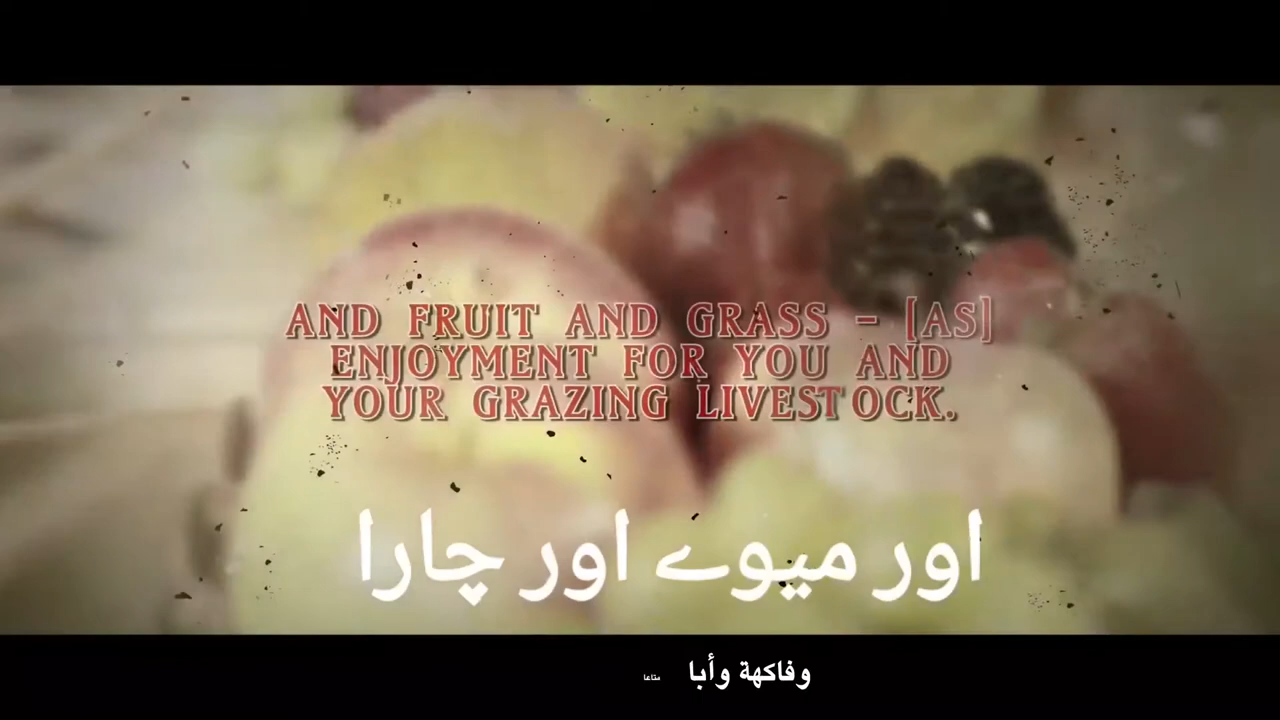 AND FRUIT AND GRASS - [AS]
ENJOYMENT FOR YOU AND
YOUR GRAZING LIVESTOCK.
اور میوے اور چارا
وفاكهة وأبا متاعا